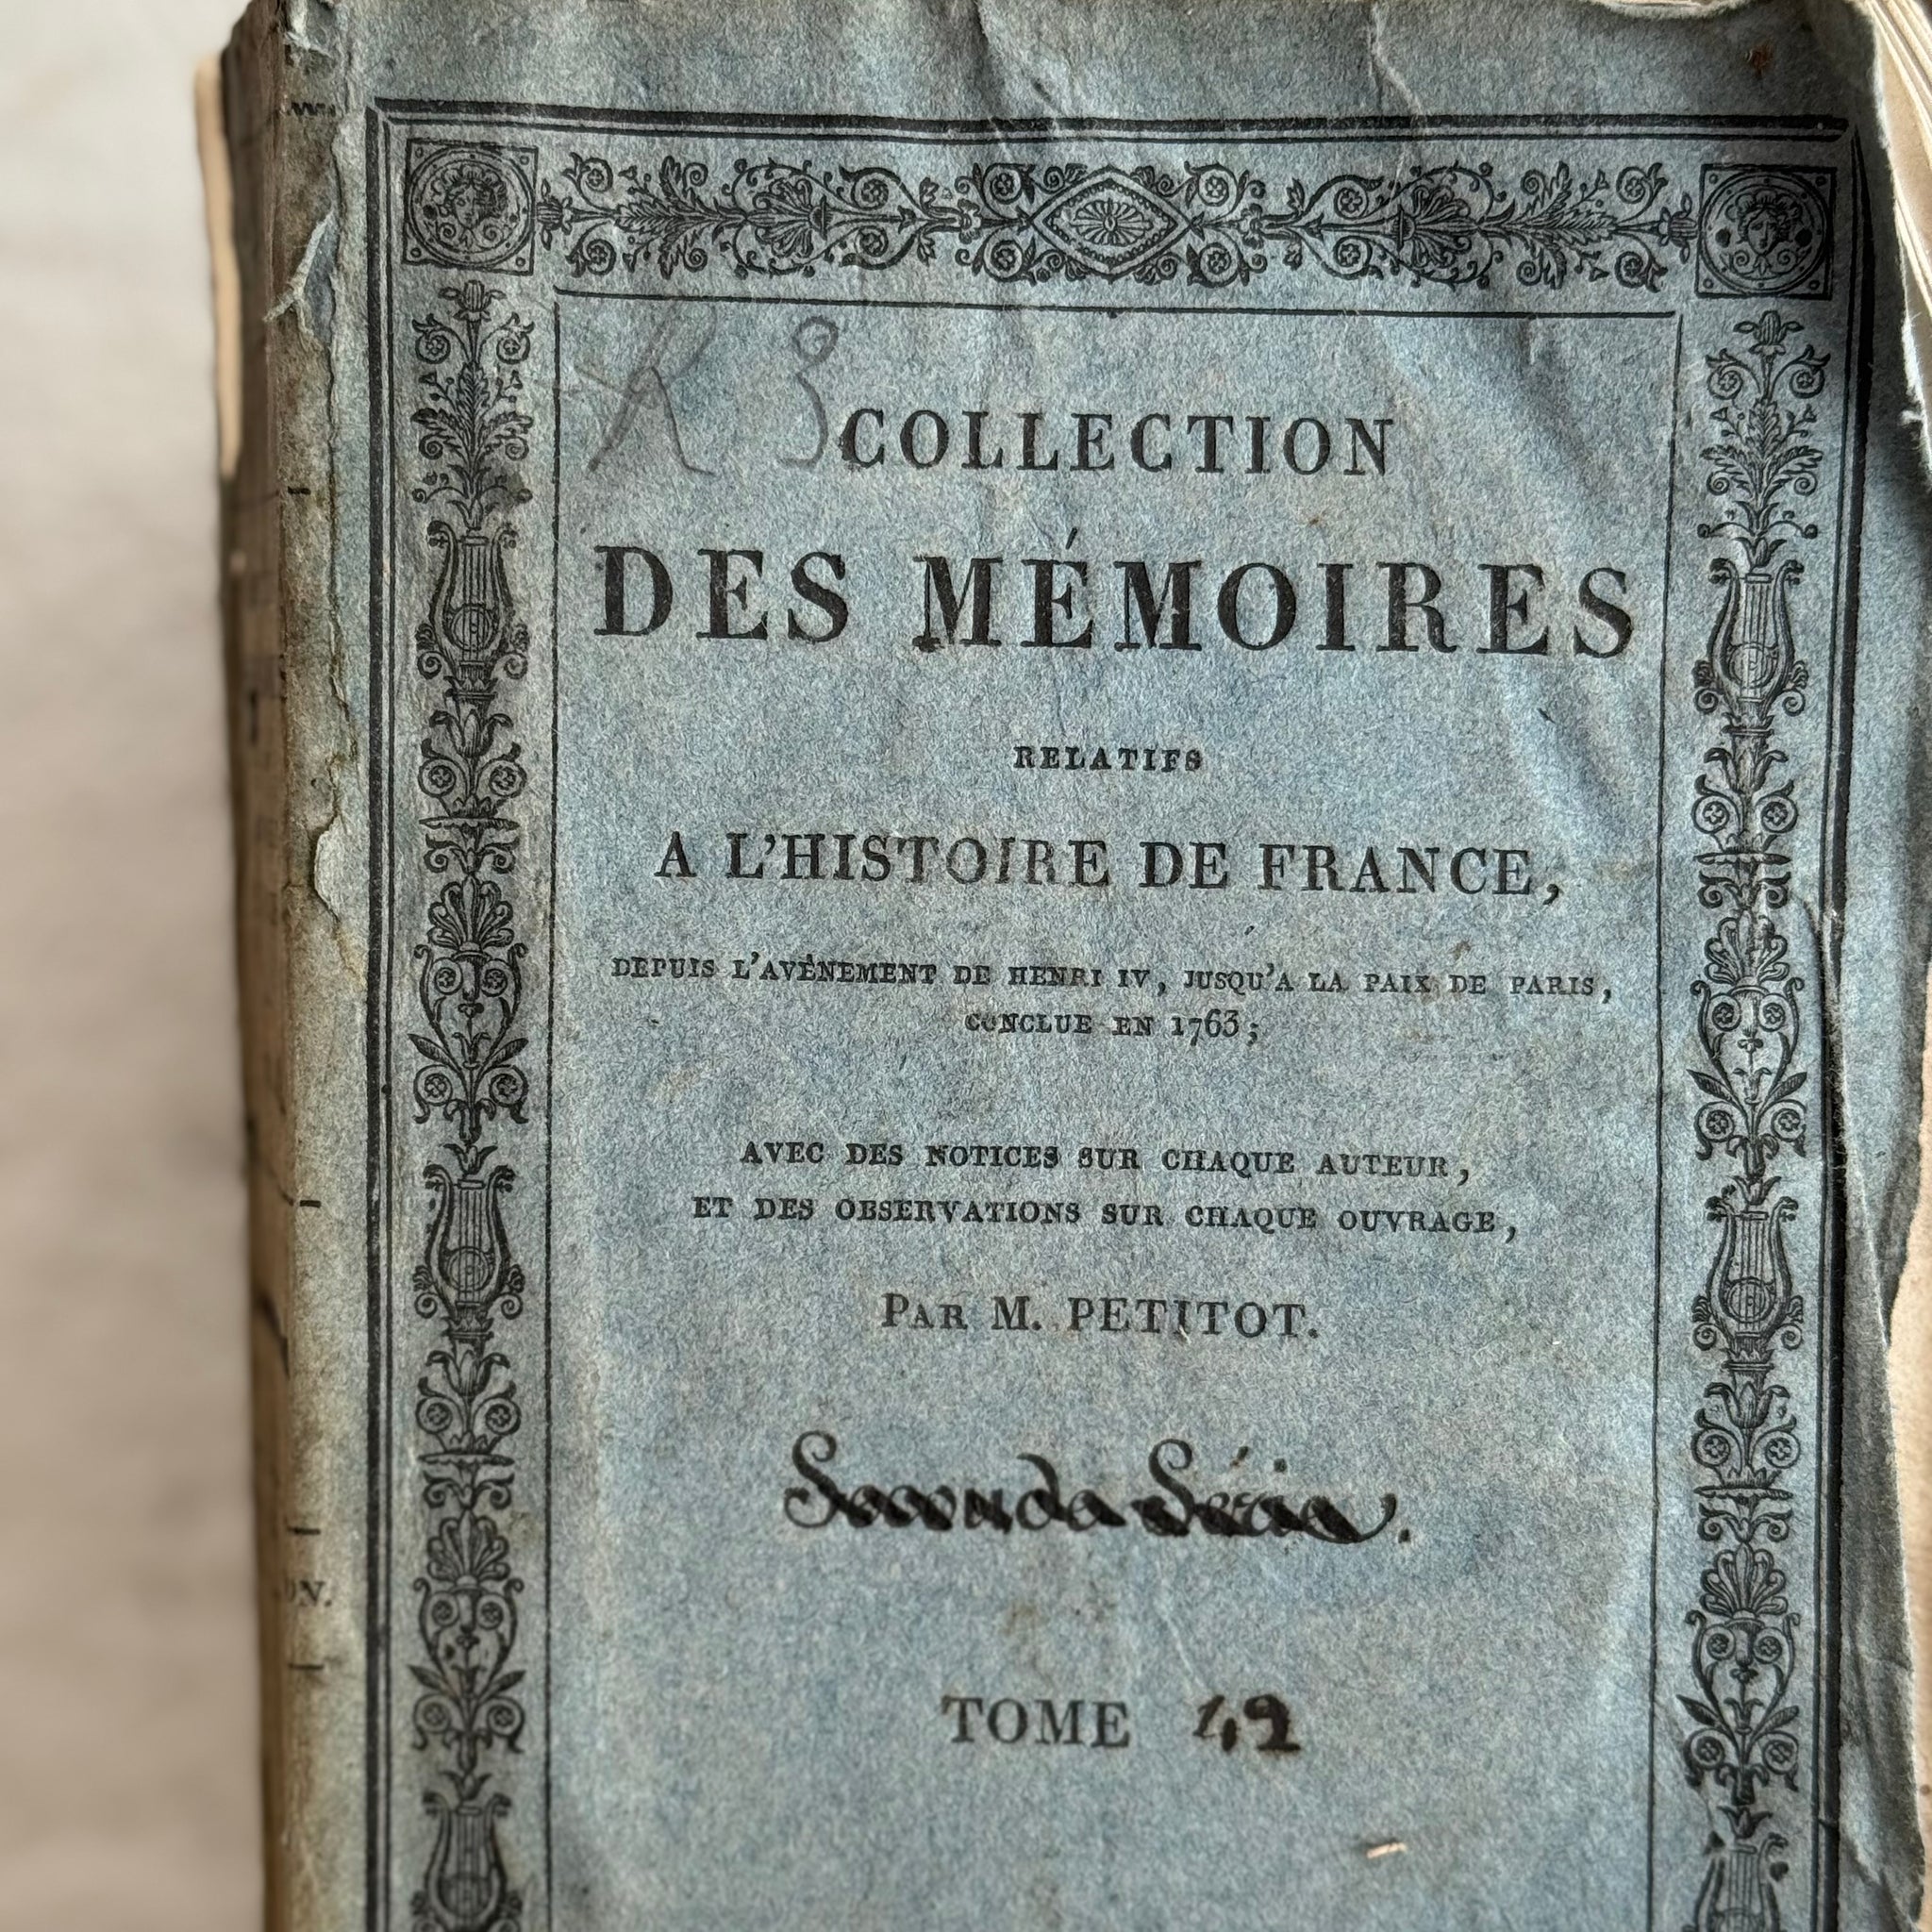 COLLECTION
DES MÉMOIRES
RELATIFS
A L'HISTOIRE DE FRANCE,
DEPUIS L'AVÉNEMENT DE HENRI IV, JUSQU'A LA PAIX DE PARIS,
CONCLUE EN 1763;
AVEC DES NOTICES SUR CHAQUE AUTEUR,
ET DES OBSERVATIONS SUR CHAQUE OUVRAGE,
PAR M. PETITOT.
Seconde Série.
TOME 42